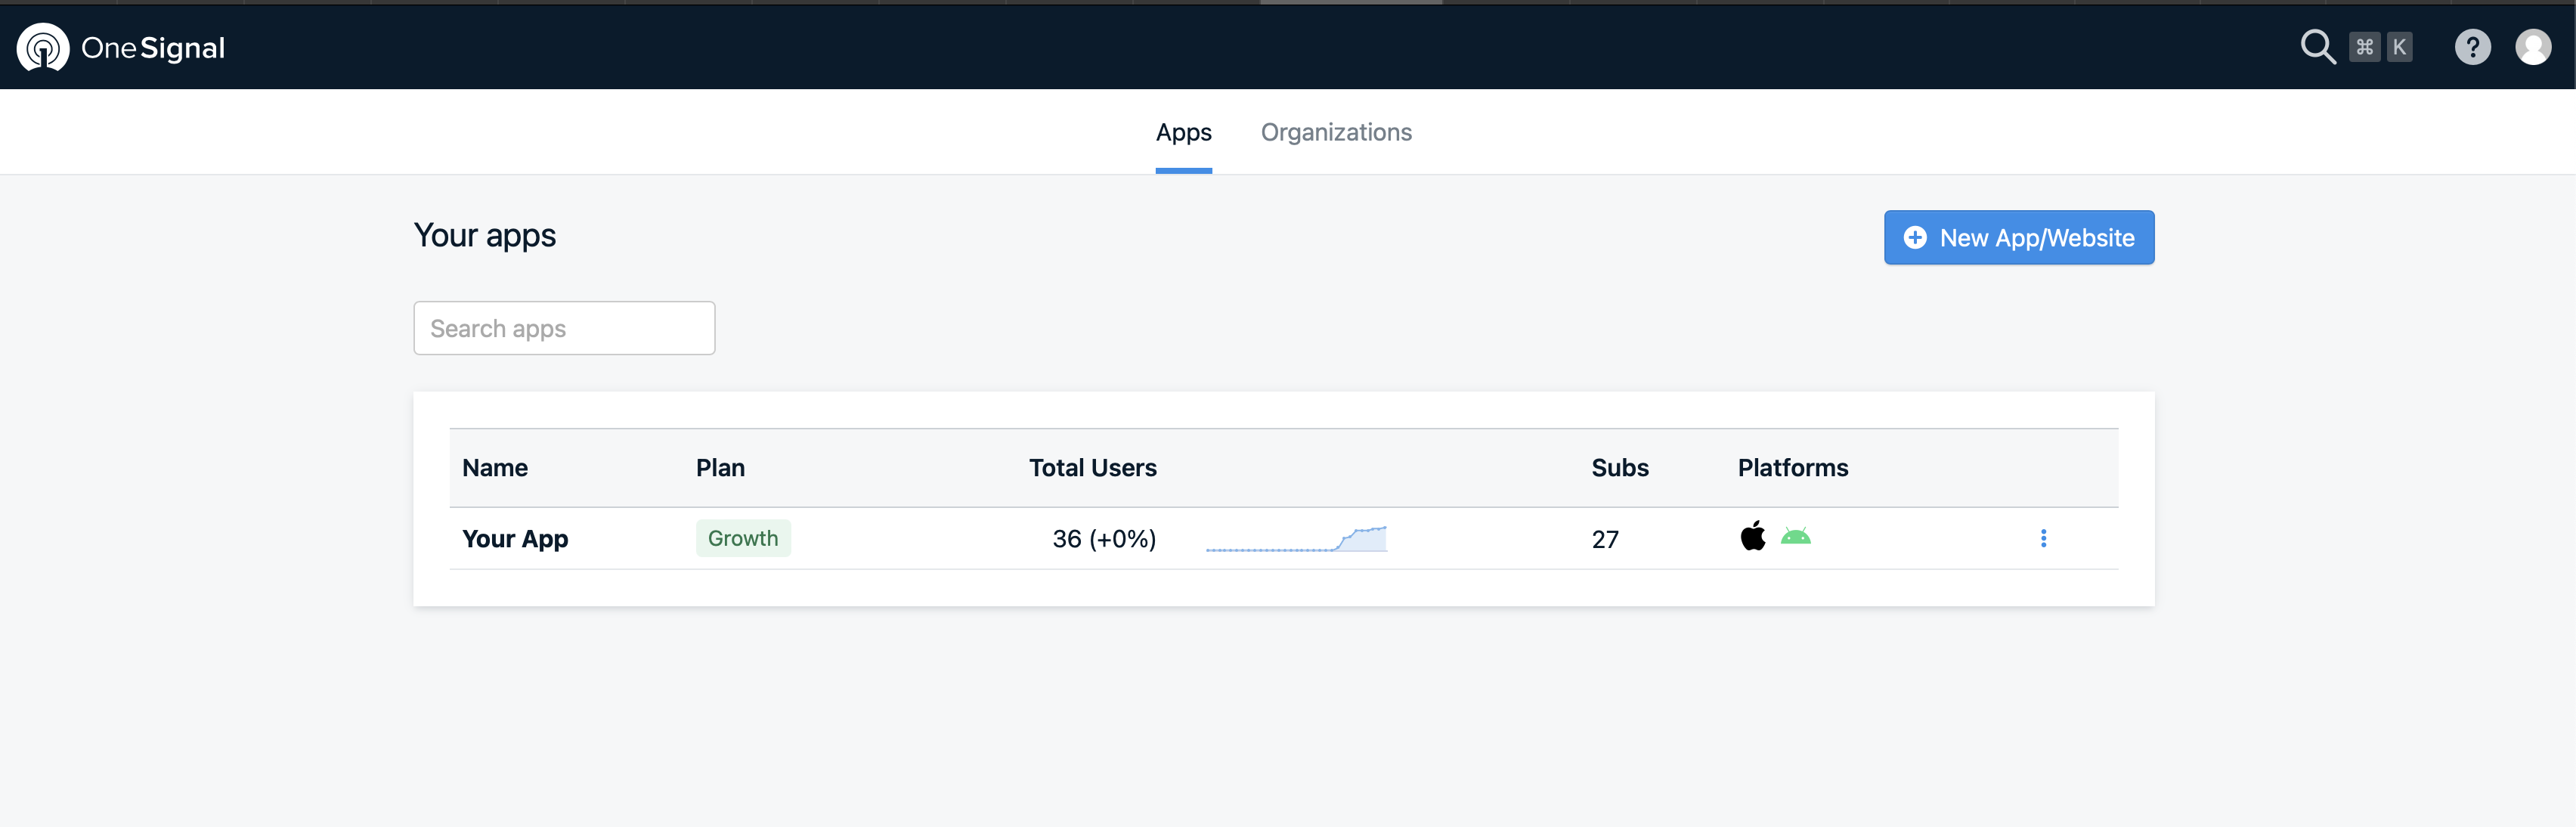 OneSignal
⌘ K
?
Apps Organizations
Your apps
New App/Website
Search apps
Name Plan Total Users Subs Platforms
Your App Growth 36 (+0%) 27